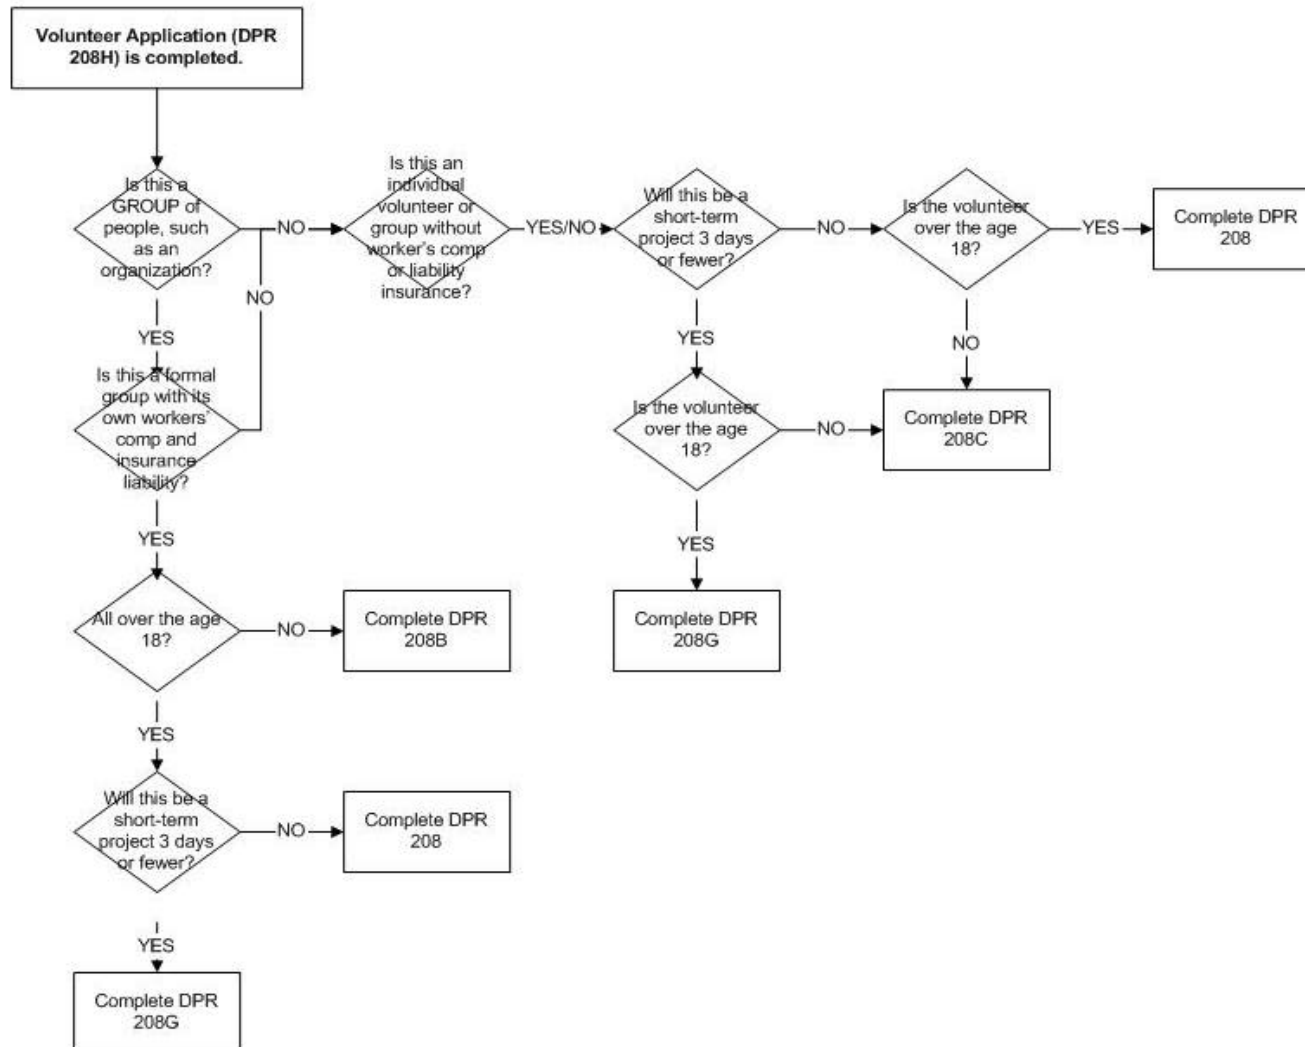 Volunteer Application (DPR
208H) is completed.
Is this a
GROUP of
people, such
as an
organization?
NO
Is this an
individual
volunteer or
group without
worker's comp
or liability
insurance?
YES/NO
Will this be a
short-term
project 3 days
or fewer?
NO
Is the volunteer
over the age
18?
YES
Complete DPR
208
NO
YES
Is this a formal
group with its
own workers'
comp and
insurance
liability?
YES
Is the volunteer
over the age
18?
NO
NO
Complete DPR
208C
YES
All over the age
18?
NO
Complete DPR
208B
YES
Complete DPR
208G
YES
Will this be a
short-term
project 3 days
or fewer?
NO
Complete DPR
208
YES
Complete DPR
208G